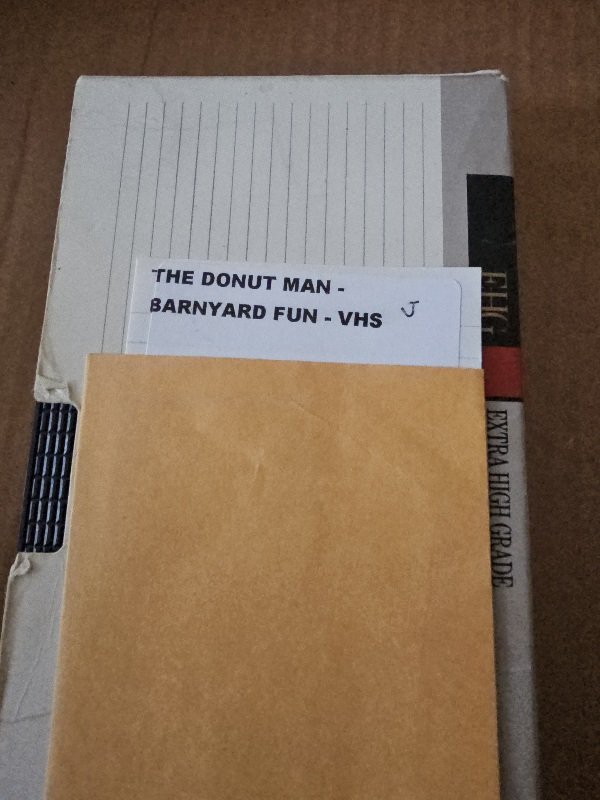 THE DONUT MAN -
BARNYARD FUN - VHS
EHG
EXTRA HIGH GRADE